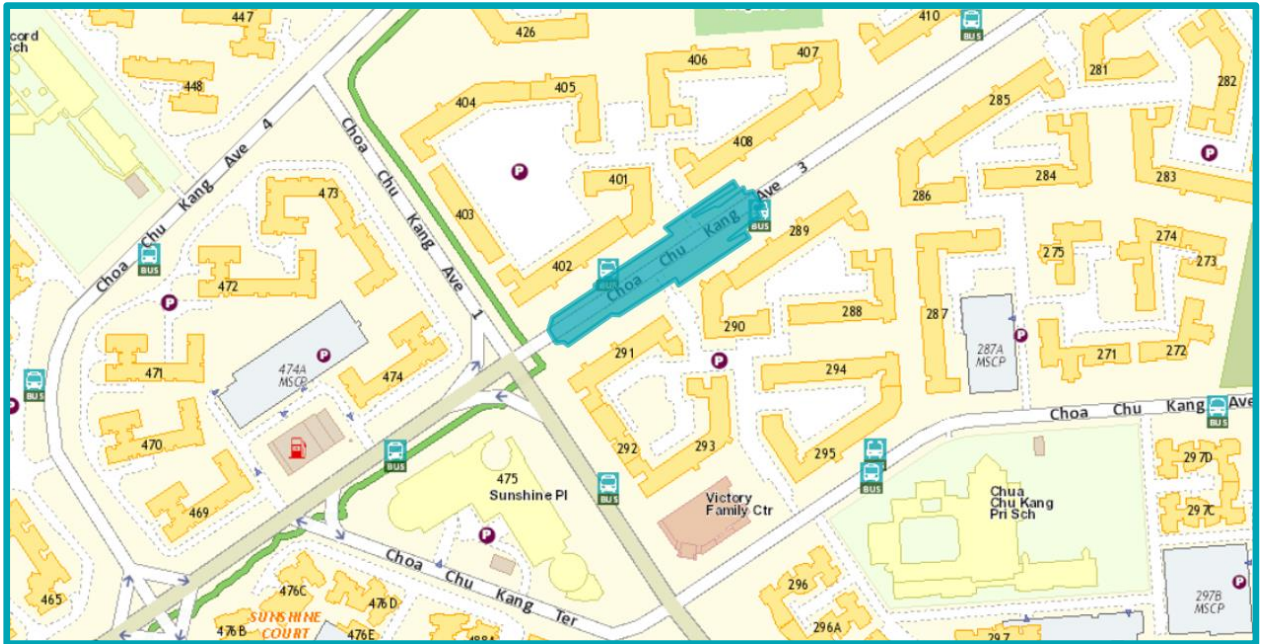 447
426
410
cord
Sch
448
BUS
407
406
281
282
405
404
285
Choa Chu Kang Ave 4
P
408
Choa Chu Kang Ave 1
401
P
284
283
473
286
403
Choa Chu Kang Ave 3
BUS
289
402
BUS
274
275
273
BUS
472
P
288
287
290
P
291
287A
MSCP
P
271
272
474A
MSCP
P
471
474
P
294
BUS
Choa Chu Kang Ave
BUS
470
292
293
295
BUS
BUS
475
Sunshine Pl
BUS
297D
Victory
Family Ctr
Chua
Chu Kang
Pri Sch
297C
469
P
Choa Chu Kang Ter
465
476C
476D
296
P
297B
MSCP
SUNSHINE
COURT
476B
476E
296A